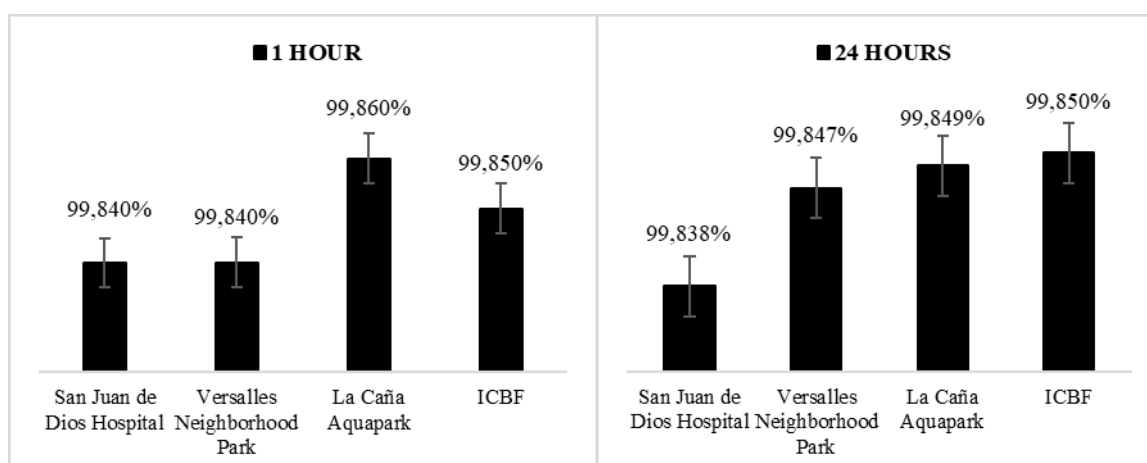 1 HOUR
99,840%
99,840%
99,860%
99,850%
San Juan de
Dios Hospital
Versalles
Neighborhood
Park
La Caña
Aquapark
ICBF
24 HOURS
99,838%
99,847%
99,849%
99,850%
San Juan de
Dios Hospital
Versalles
Neighborhood
Park
La Caña
Aquapark
ICBF